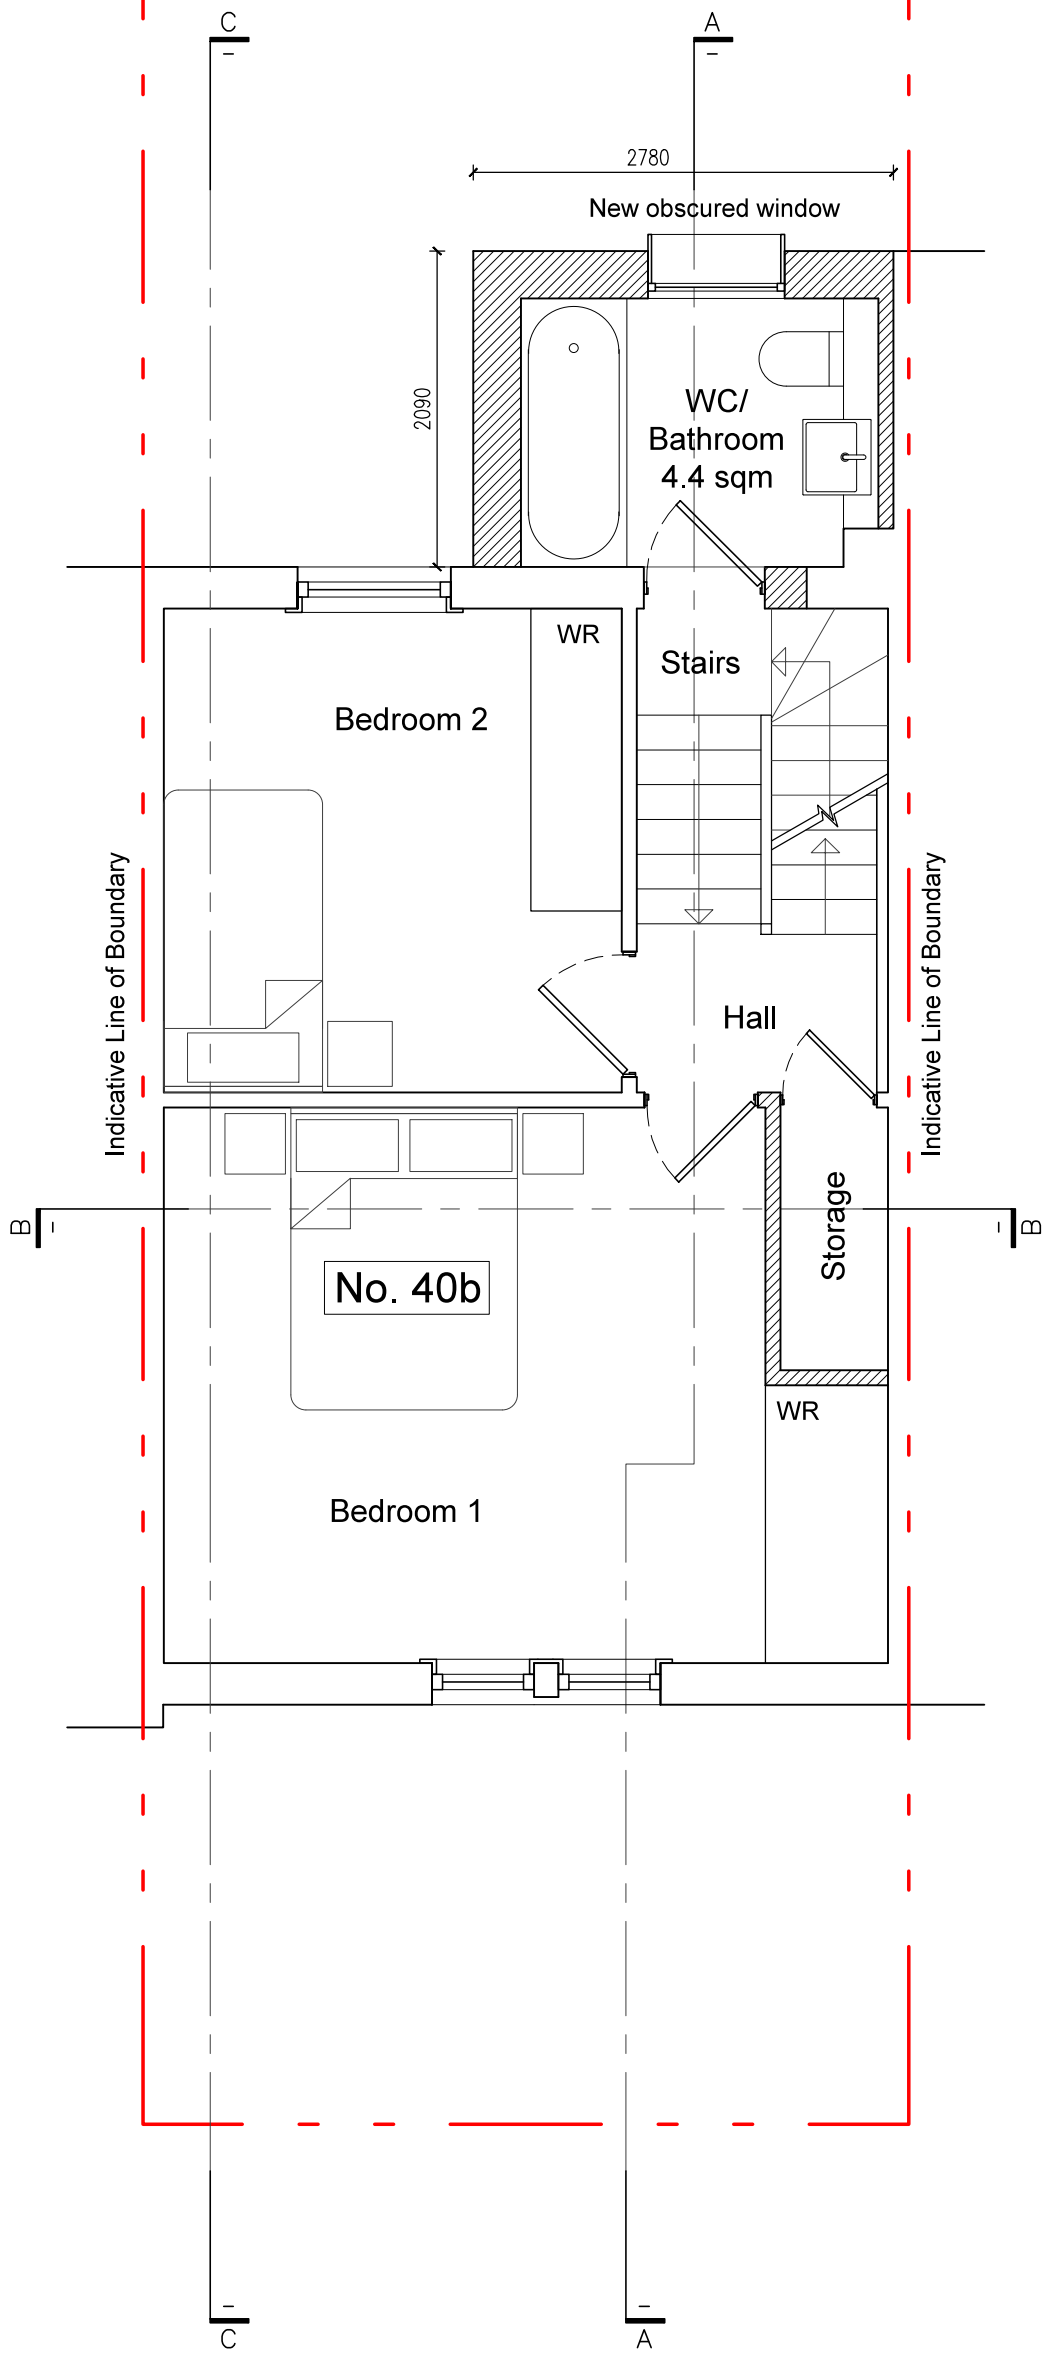 C
A
2780
New obscured window
2090
WC/
Bathroom
4.4 sqm
WR
Stairs
Bedroom 2
Indicative Line of Boundary
Indicative Line of Boundary
Hall
B
B
Storage
No. 40b
WR
Bedroom 1
C
A